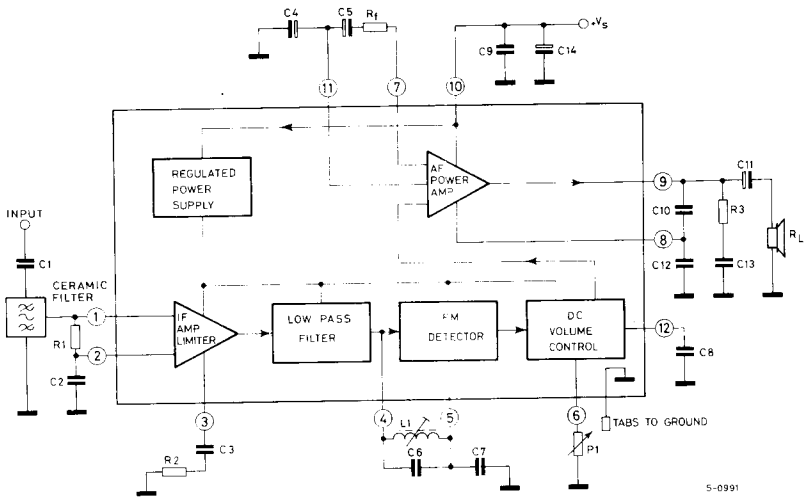 C4
C5
Rf
+Vs
C9
C14
11
7
10
REGULATED
POWER
SUPPLY
AF
POWER
AMP
9
C11
INPUT
C10
R3
RL
8
C1
C12
C13
CERAMIC
FILTER
1
IF
AMP
LIMITER
LOW PASS
FILTER
FM
DETECTOR
DC
VOLUME
CONTROL
12
R1
2
C8
C2
3
4
5
6
TABS TO GROUND
L1
P1
C3
R2
C6
C7
5-0991